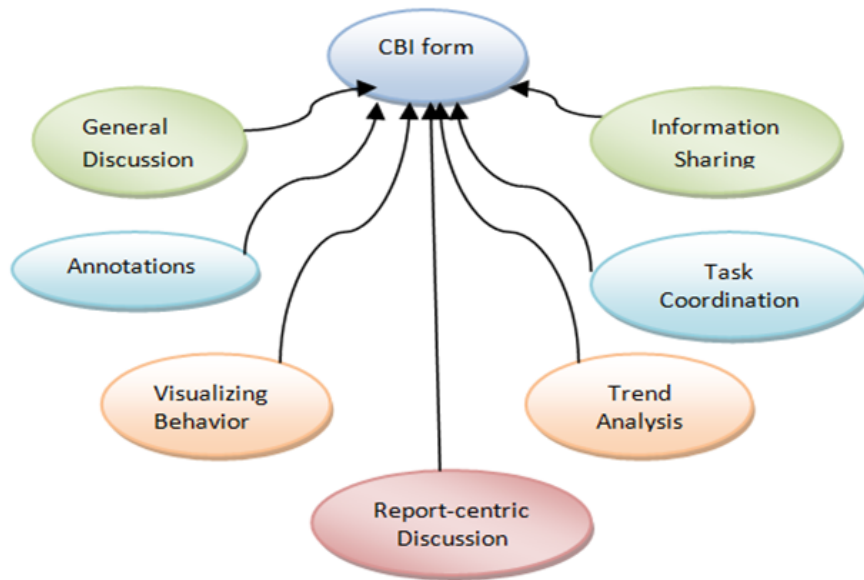 CBI form
General
Discussion
Information
Sharing
Annotations
Task
Coordination
Visualizing
Behavior
Trend
Analysis
Report-centric
Discussion